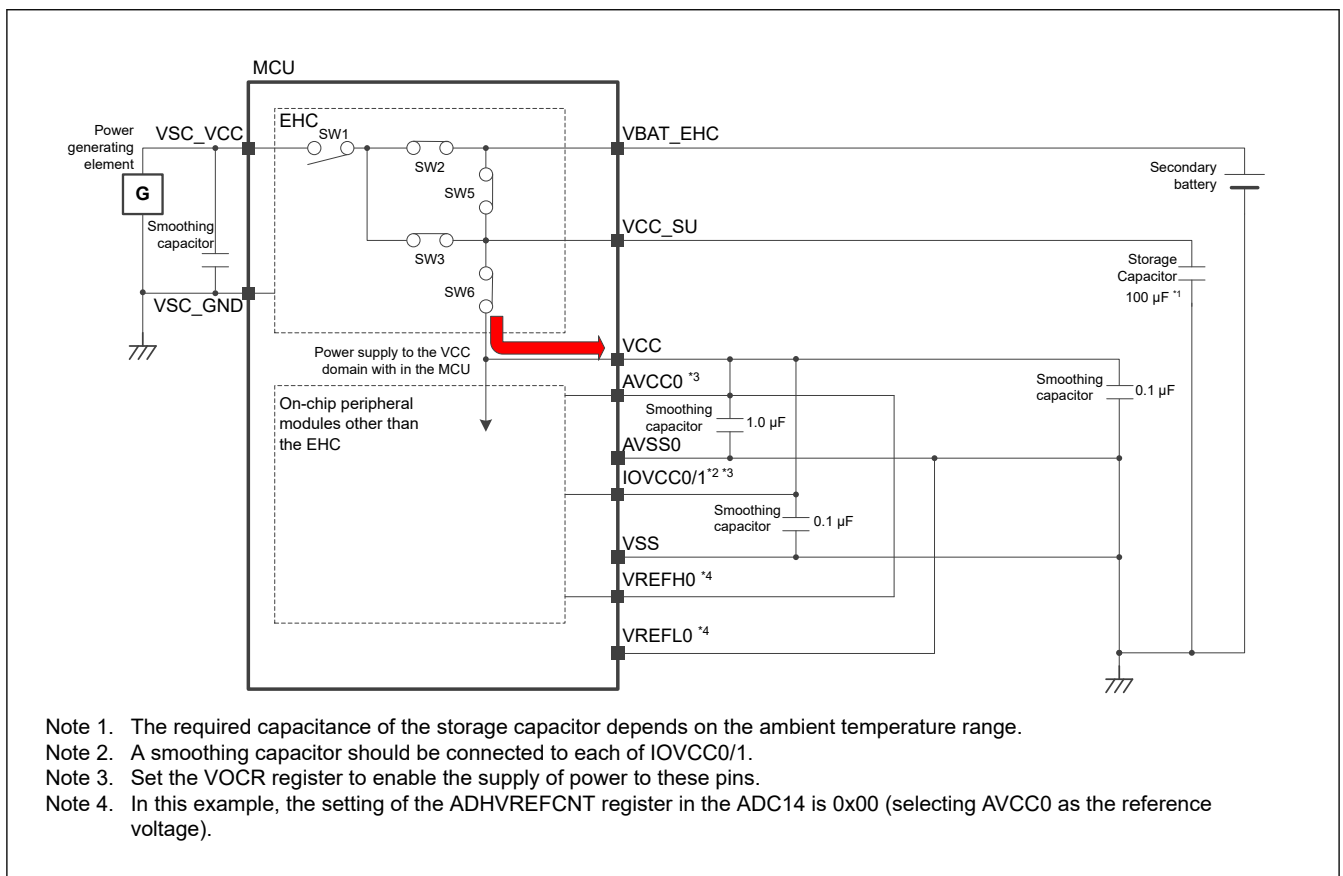 MCU
EHC
SW1
Power
generating
element
VSC_VCC
G
Smoothing
capacitor
VSC_GND
SW2
SW5
SW3
SW6
VBAT_EHC
Secondary
battery
VCC_SU
Storage
Capacitor
100 µF *1
Power supply to the VCC
domain with in the MCU
VCC
AVCC0 *3
On-chip peripheral
modules other than
the EHC
Smoothing
capacitor
1.0 µF
Smoothing
capacitor
0.1 µF
AVSS0
IOVCC0/1*2 *3
Smoothing
capacitor
0.1 µF
VSS
VREFH0 *4
VREFL0 *4
Note 1. The required capacitance of the storage capacitor depends on the ambient temperature range.
Note 2. A smoothing capacitor should be connected to each of IOVCC0/1.
Note 3. Set the VOCR register to enable the supply of power to these pins.
Note 4. In this example, the setting of the ADHVREFCNT register in the ADC14 is 0x00 (selecting AVCC0 as the reference
voltage).